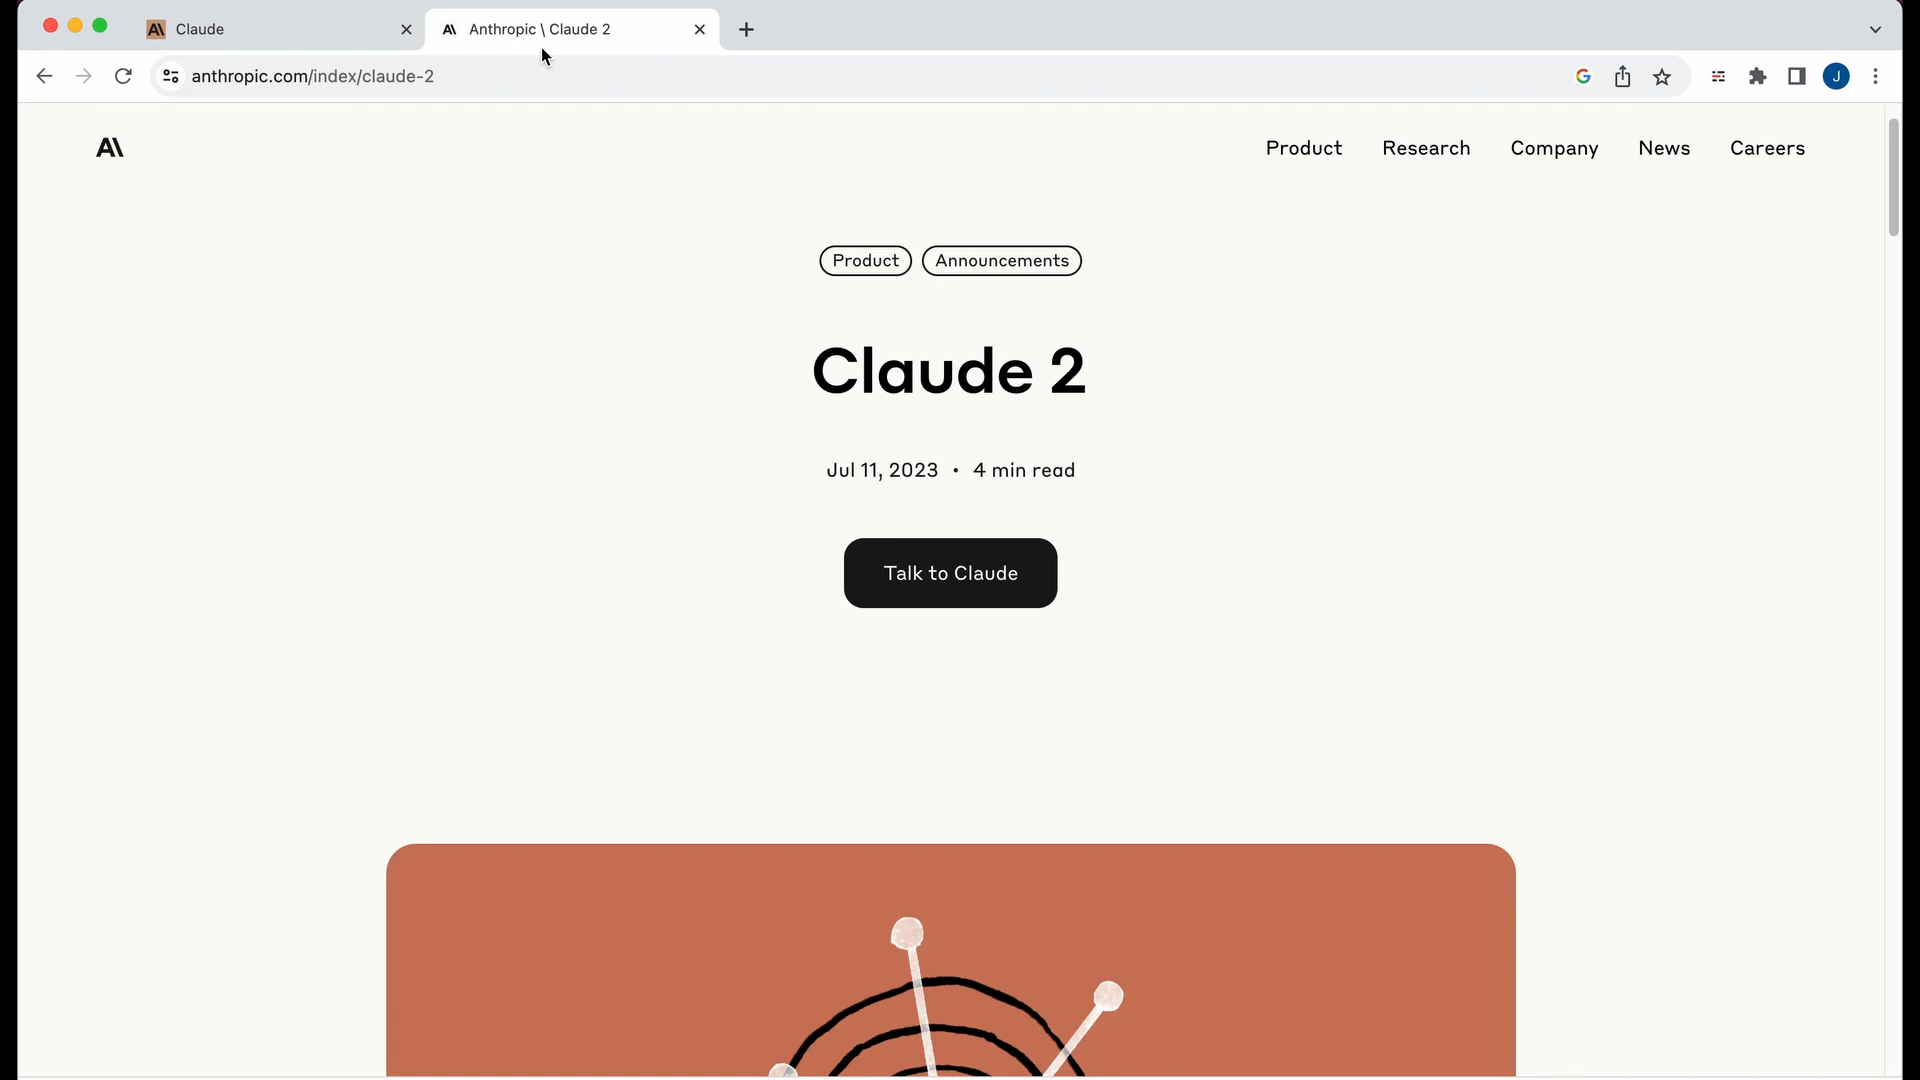 Claude
Anthropic \ Claude 2
anthropic.com/index/claude-2
J
A\
Product Research Company News Careers
Product Announcements
Claude 2
Jul 11, 2023 • 4 min read
Talk to Claude